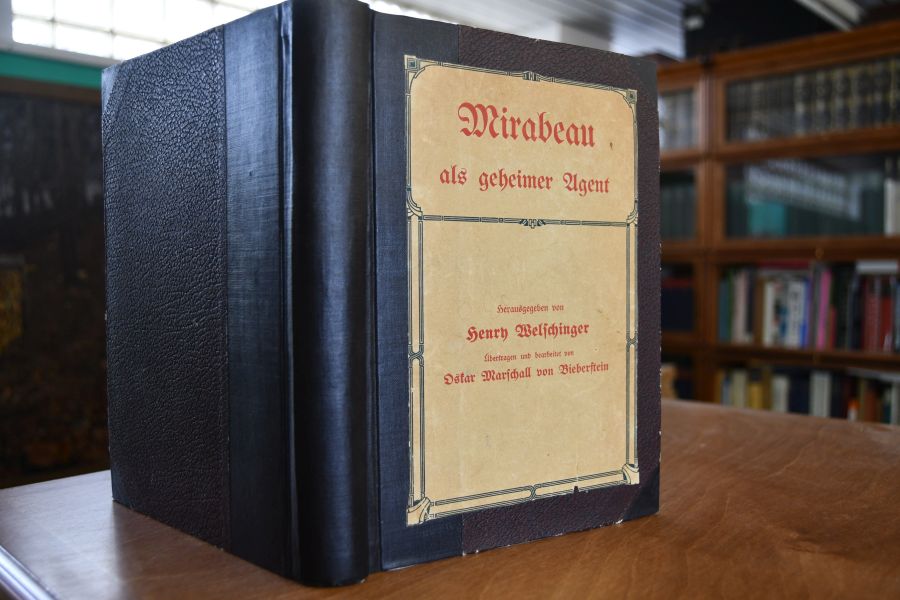 Mirabeau
als geheimer Agent
Herausgegeben von
Henry Welschinger
Übertragen und bearbeitet von
Oskar Marschall von Bieberstein